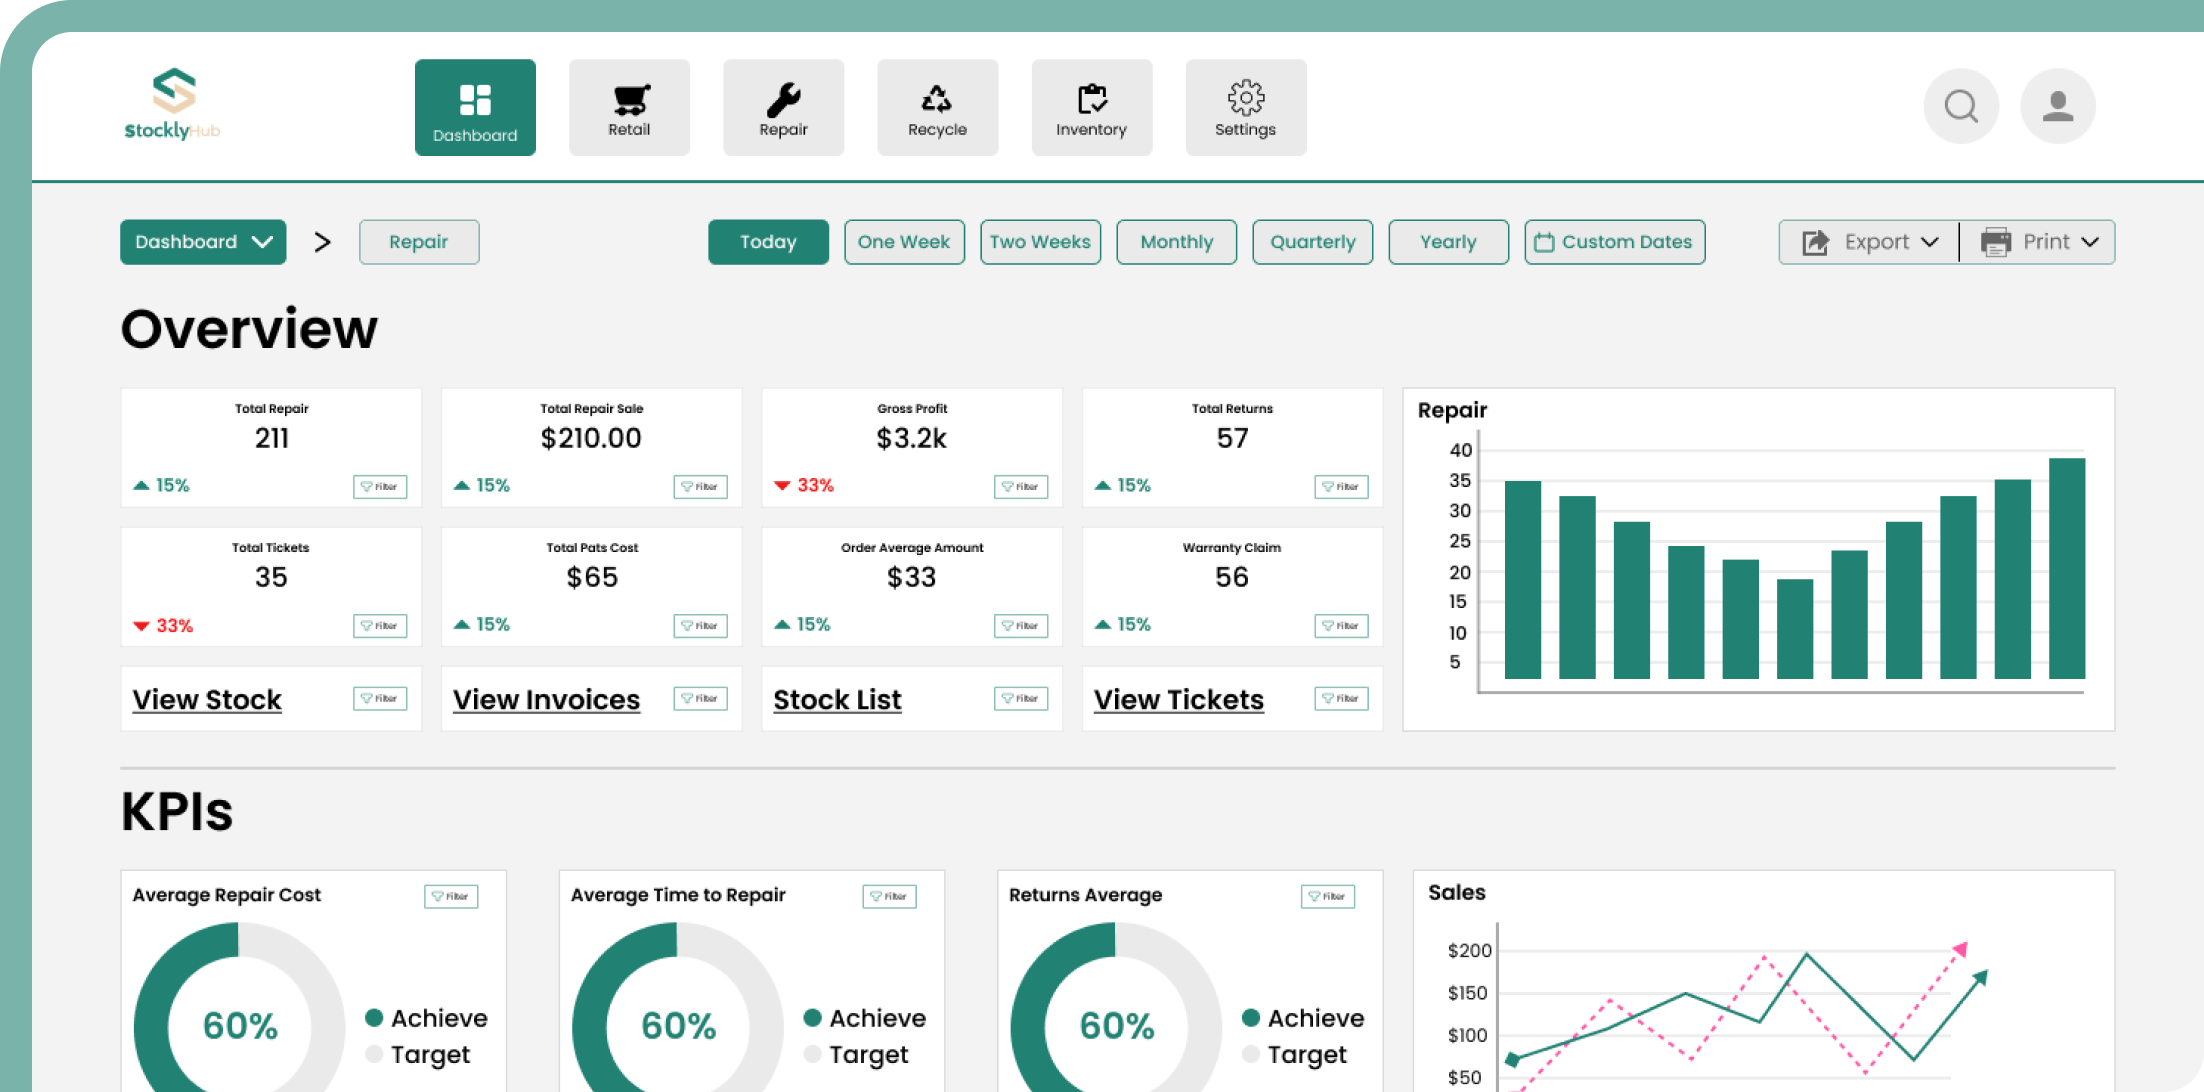 StocklyHub
Dashboard
Retail
Repair
Recycle
Inventory
Settings
Dashboard
>
Repair
Today
One Week
Two Weeks
Monthly
Quarterly
Yearly
Custom Dates
Export
Print
Overview
Total Repair
211
15%
Filter
Total Repair Sale
$210.00
15%
Filter
Gross Profit
$3.2k
33%
Filter
Total Returns
57
15%
Filter
Total Tickets
35
33%
Filter
Total Pats Cost
$65
15%
Filter
Order Average Amount
$33
15%
Filter
Warranty Claim
56
15%
Filter
View Stock
Filter
View Invoices
Filter
Stock List
Filter
View Tickets
Filter
Repair
40
35
30
25
20
15
10
5
KPIs
Average Repair Cost
Filter
60%
Achieve
Target
Average Time to Repair
Filter
60%
Achieve
Target
Returns Average
Filter
60%
Achieve
Target
Sales
$200
$150
$100
$50